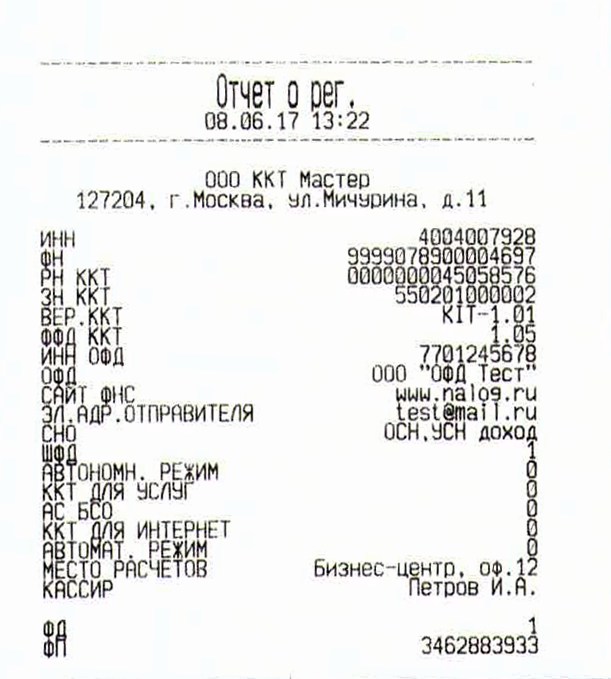 Отчет о рег.
08.06.17 13:22
ООО ККТ Мастер
127204, г.Москва, ул.Мичурина, д.11
ИНН 4004007928
ФН 9999078900004697
РН ККТ 0000000045058576
ЗН ККТ 550201000002
ВЕР.ККТ KIT-1.01
ФФД ККТ 1.05
ИНН ОФД 7701245678
ОФД ООО "ОФД Тест"
САЙТ ФНС www.nalog.ru
ЭЛ.АДР.ОТПРАВИТЕЛЯ test@mail.ru
СНО ОСН,УСН доход
ШФД 1
АВТОНОМН. РЕЖИМ 0
ККТ ДЛЯ УСЛУГ 0
АС БСО 0
ККТ ДЛЯ ИНТЕРНЕТ 0
АВТОМАТ. РЕЖИМ 0
МЕСТО РАСЧЕТОВ Бизнес-центр, оф.12
КАССИР Петров И.А.
ФД 1
ФП 3462883933